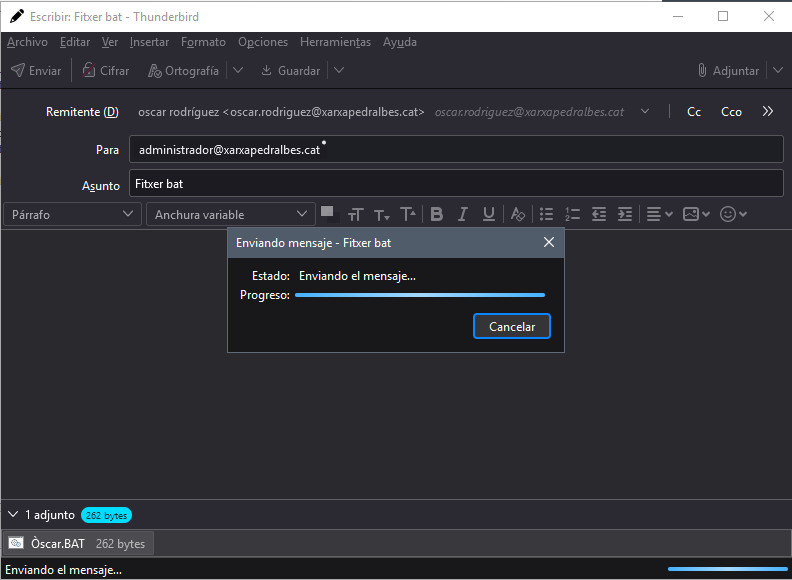 Escribir: Fitxer bat - Thunderbird
Archivo Editar Ver Insertar Formato Opciones Herramientas Ayuda
Enviar Cifrar Ortografía Guardar Adjuntar
Remitente (D) oscar rodríguez <oscar.rodriguez@xarxapedralbes.cat> oscar.rodriguez@xarxapedralbes.cat Cc Cco
Para administrador@xarxapedralbes.cat
Asunto Fitxer bat
Párrafo Anchura variable
Enviando mensaje - Fitxer bat
Estado: Enviando el mensaje...
Progreso:
Cancelar
1 adjunto 262 bytes
Òscar.BAT 262 bytes
Enviando el mensaje...